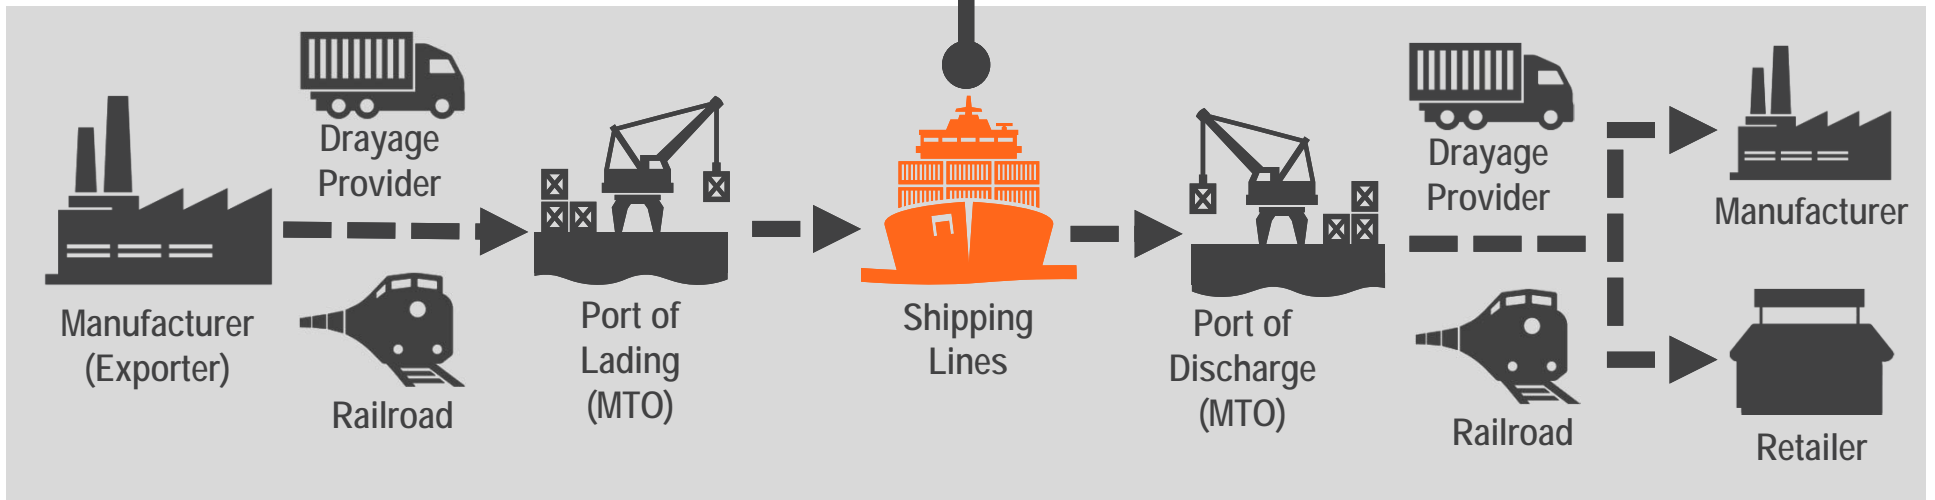 Manufacturer
(Exporter)
Drayage
Provider
Railroad
Port of
Lading
(MTO)
Shipping
Lines
Port of
Discharge
(MTO)
Drayage
Provider
Railroad
Manufacturer
Retailer